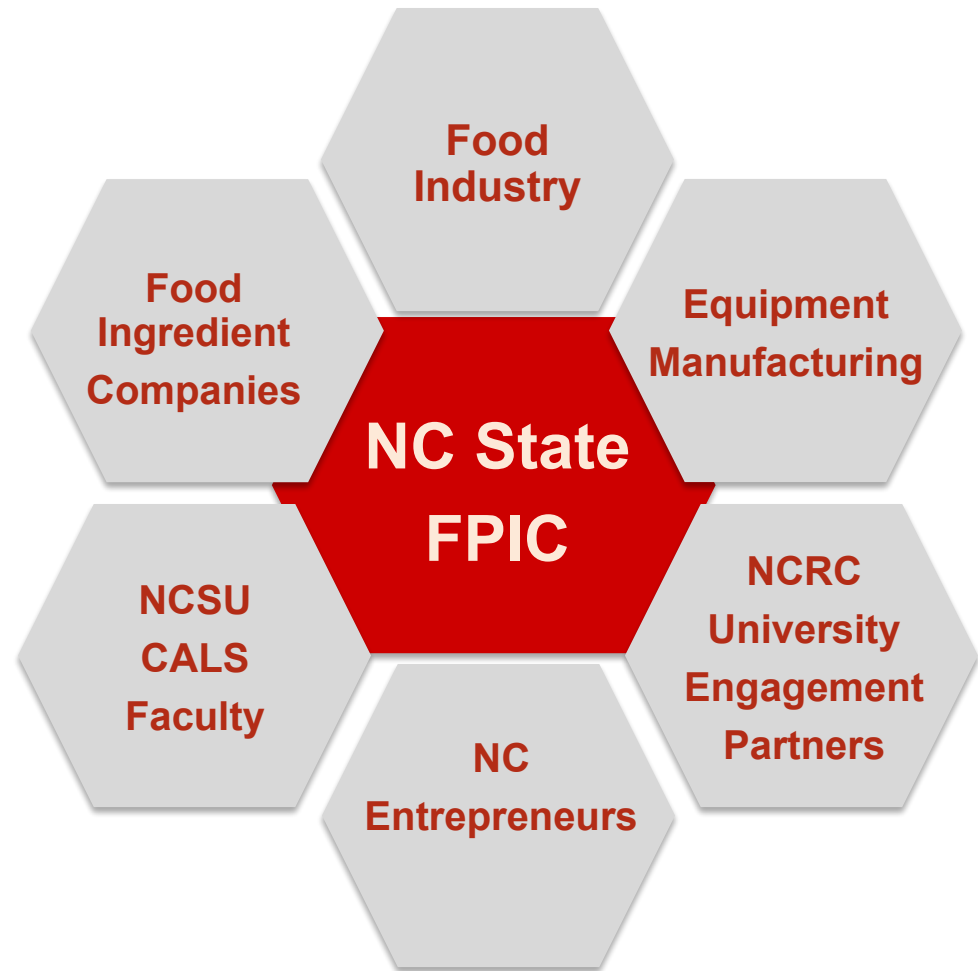 Food
Industry
Food
Ingredient
Companies
Equipment
Manufacturing
NC State
FPIC
NCSU
CALS
Faculty
NCRC
University
Engagement
Partners
NC
Entrepreneurs